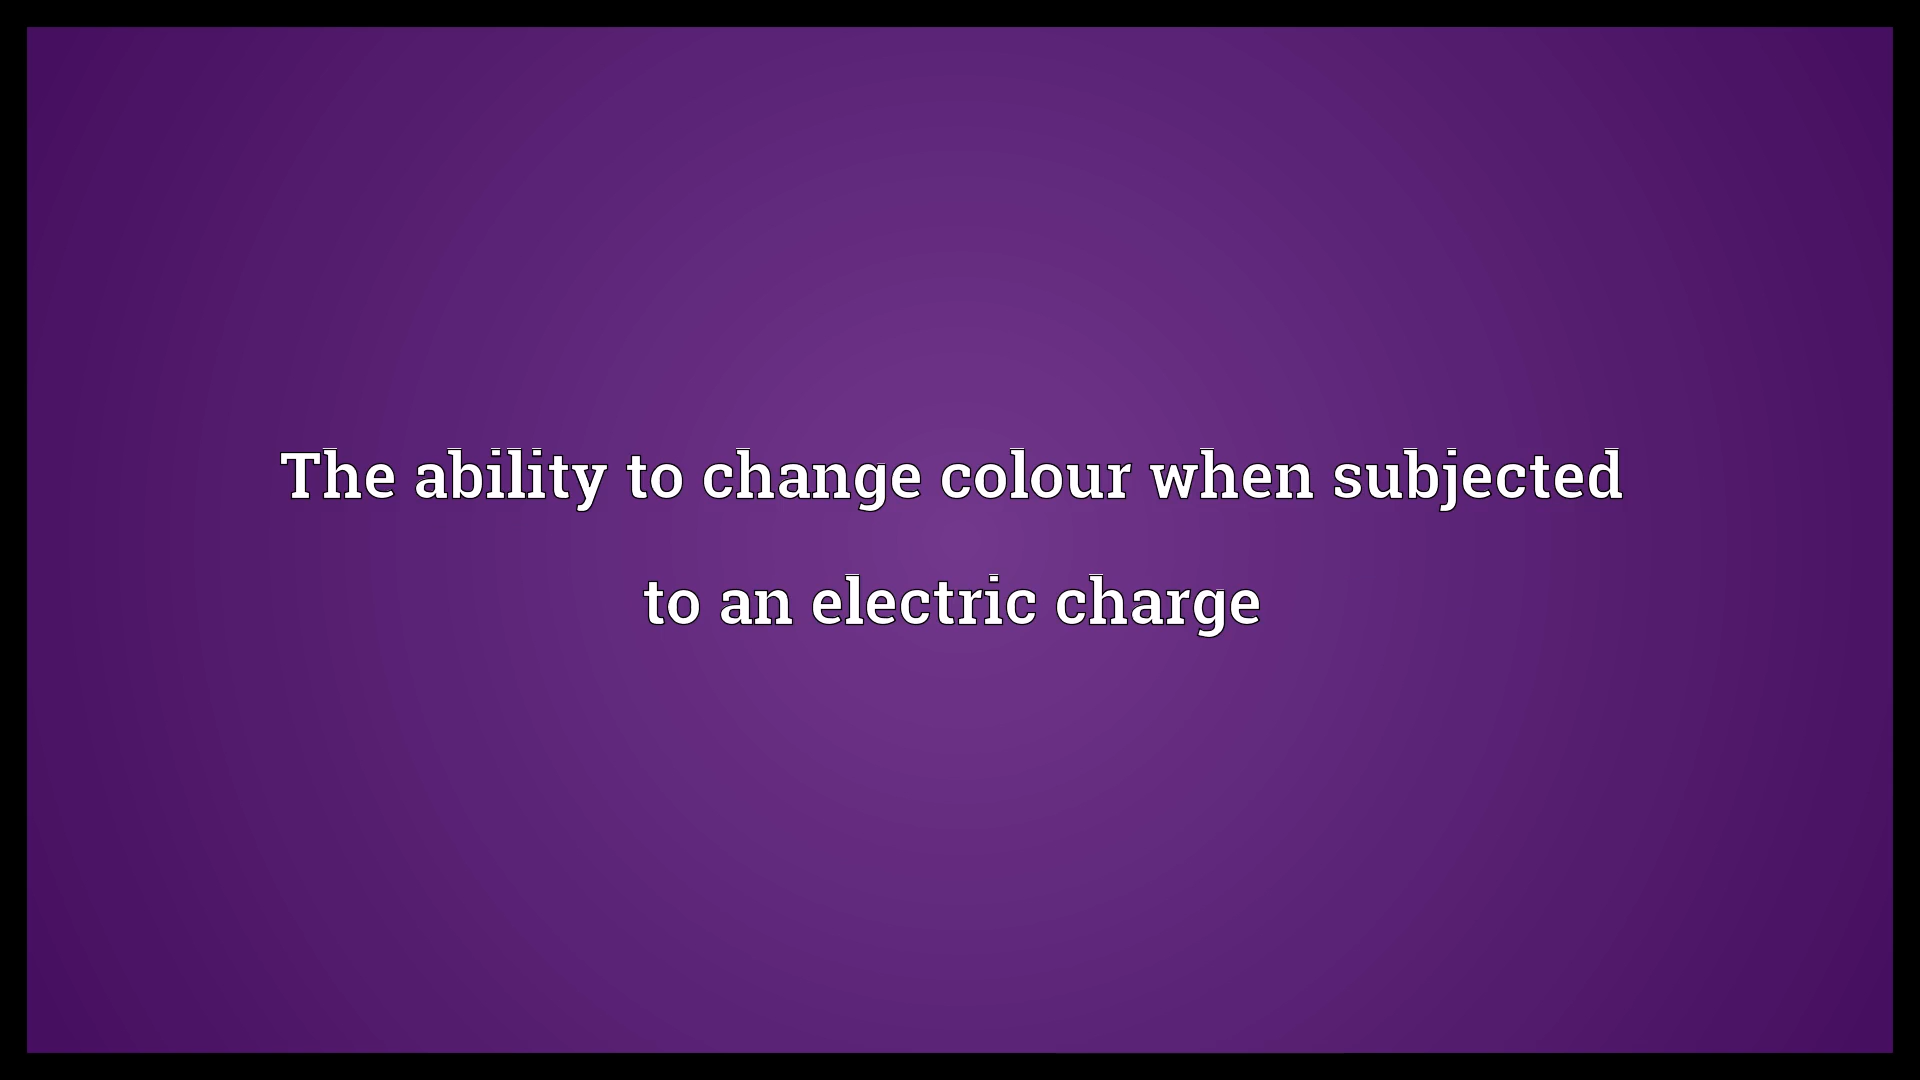 The ability to change colour when subjected
to an electric charge